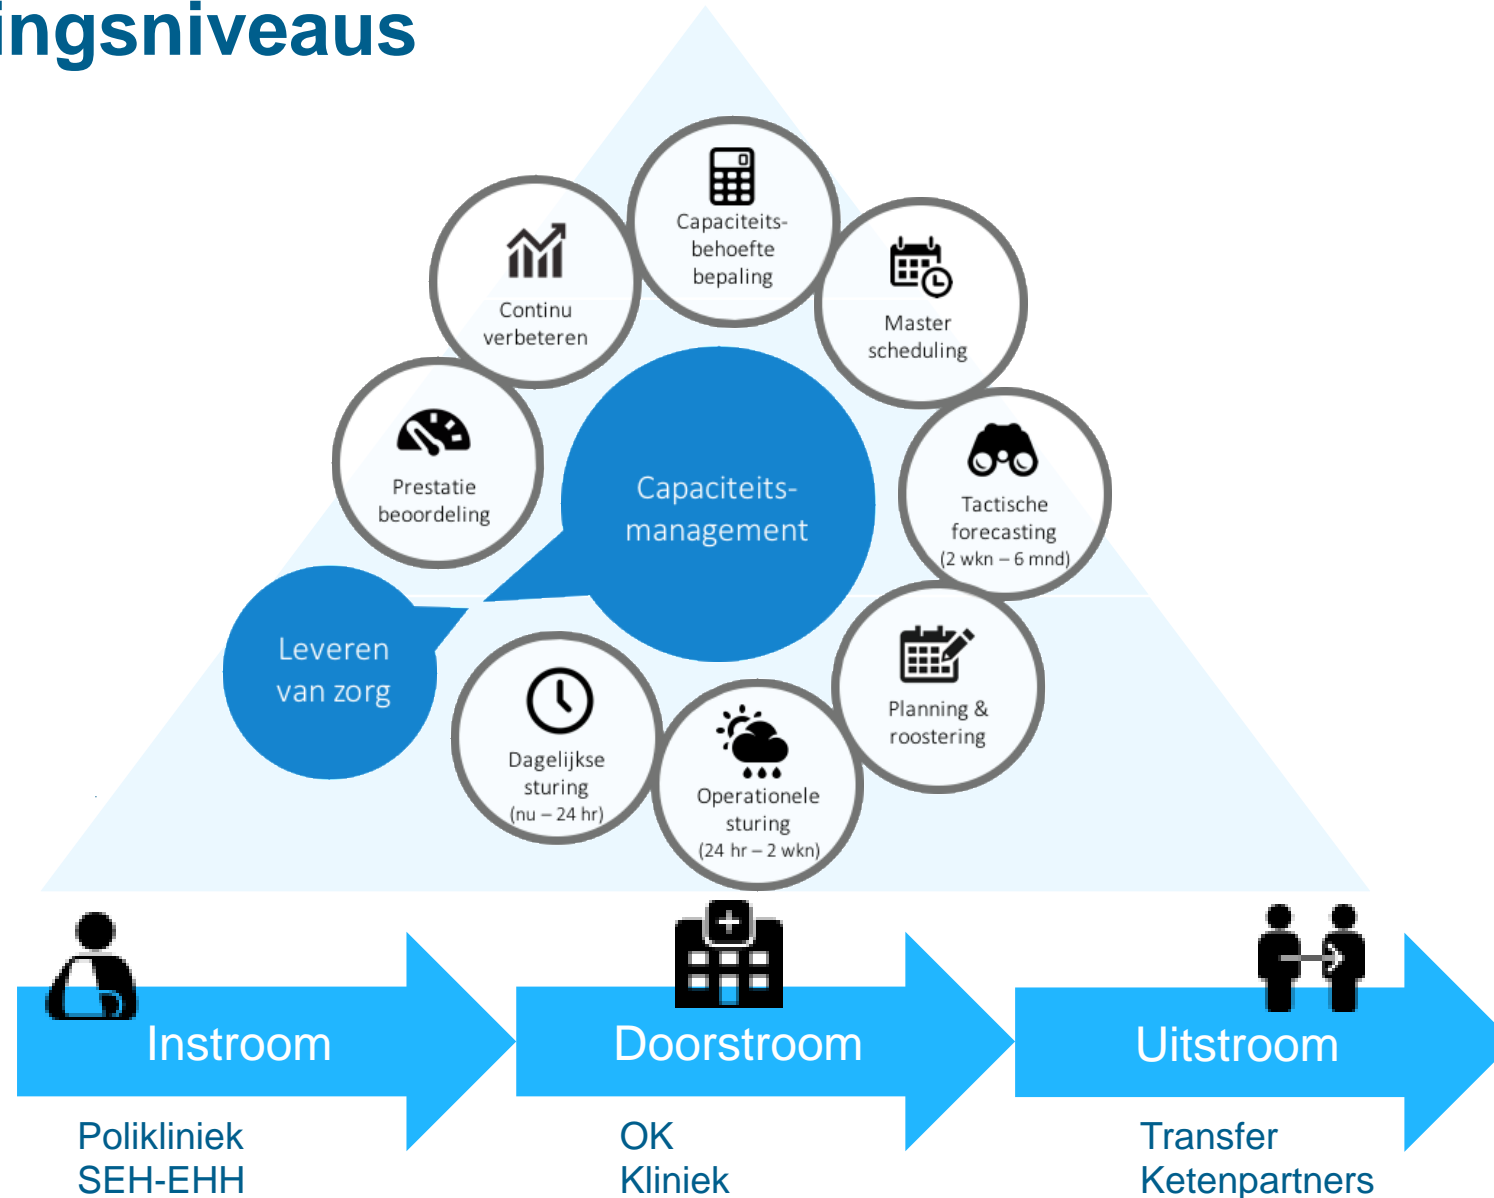 ingsniveaus
Capaciteits-
behoefte
bepaling
Continu
verbeteren
Master
scheduling
Prestatie
beoordeling
Capaciteits-
management
Tactische
forecasting
(2 wkn – 6 mnd)
Leveren
van zorg
Planning &
roostering
Dagelijkse
sturing
(nu – 24 hr)
Operationele
sturing
(24 hr – 2 wkn)
Instroom
Doorstroom
Uitstroom
Polikliniek
SEH-EHH
OK
Kliniek
Transfer
Ketenpartners